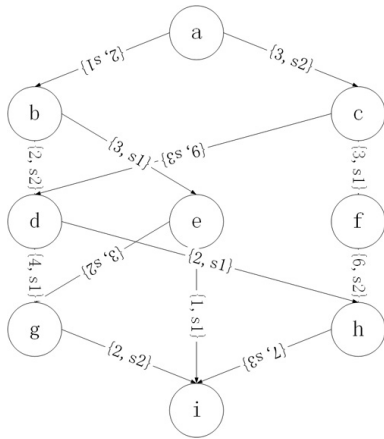 a
{2, s1}
{3, s2}
b
c
{2, s2}
{3, s1}
{9, s3}
{3, s1}
d
e
f
{4, s1}
{3, s2}
{2, s1}
{6, s2}
{1, s1}
g
h
{2, s2}
{7, s3}
i